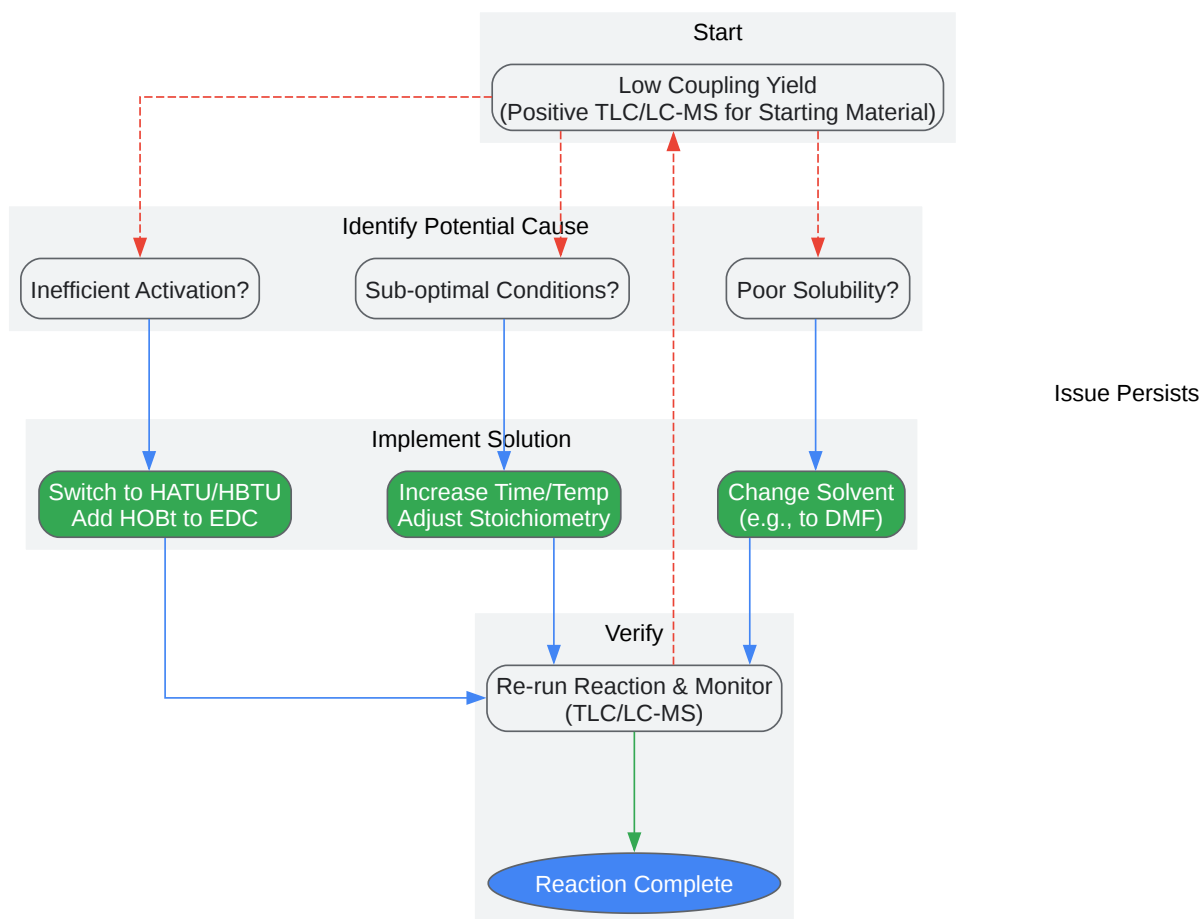 Start
Low Coupling Yield
(Positive TLC/LC-MS for Starting Material)
Identify Potential Cause
Inefficient Activation?
Sub-optimal Conditions?
Poor Solubility?
Issue Persists
Implement Solution
Switch to HATU/HBTU
Add HOBt to EDC
Increase Time/Temp
Adjust Stoichiometry
Change Solvent
(e.g., to DMF)
Verify
Re-run Reaction & Monitor
(TLC/LC-MS)
Reaction Complete